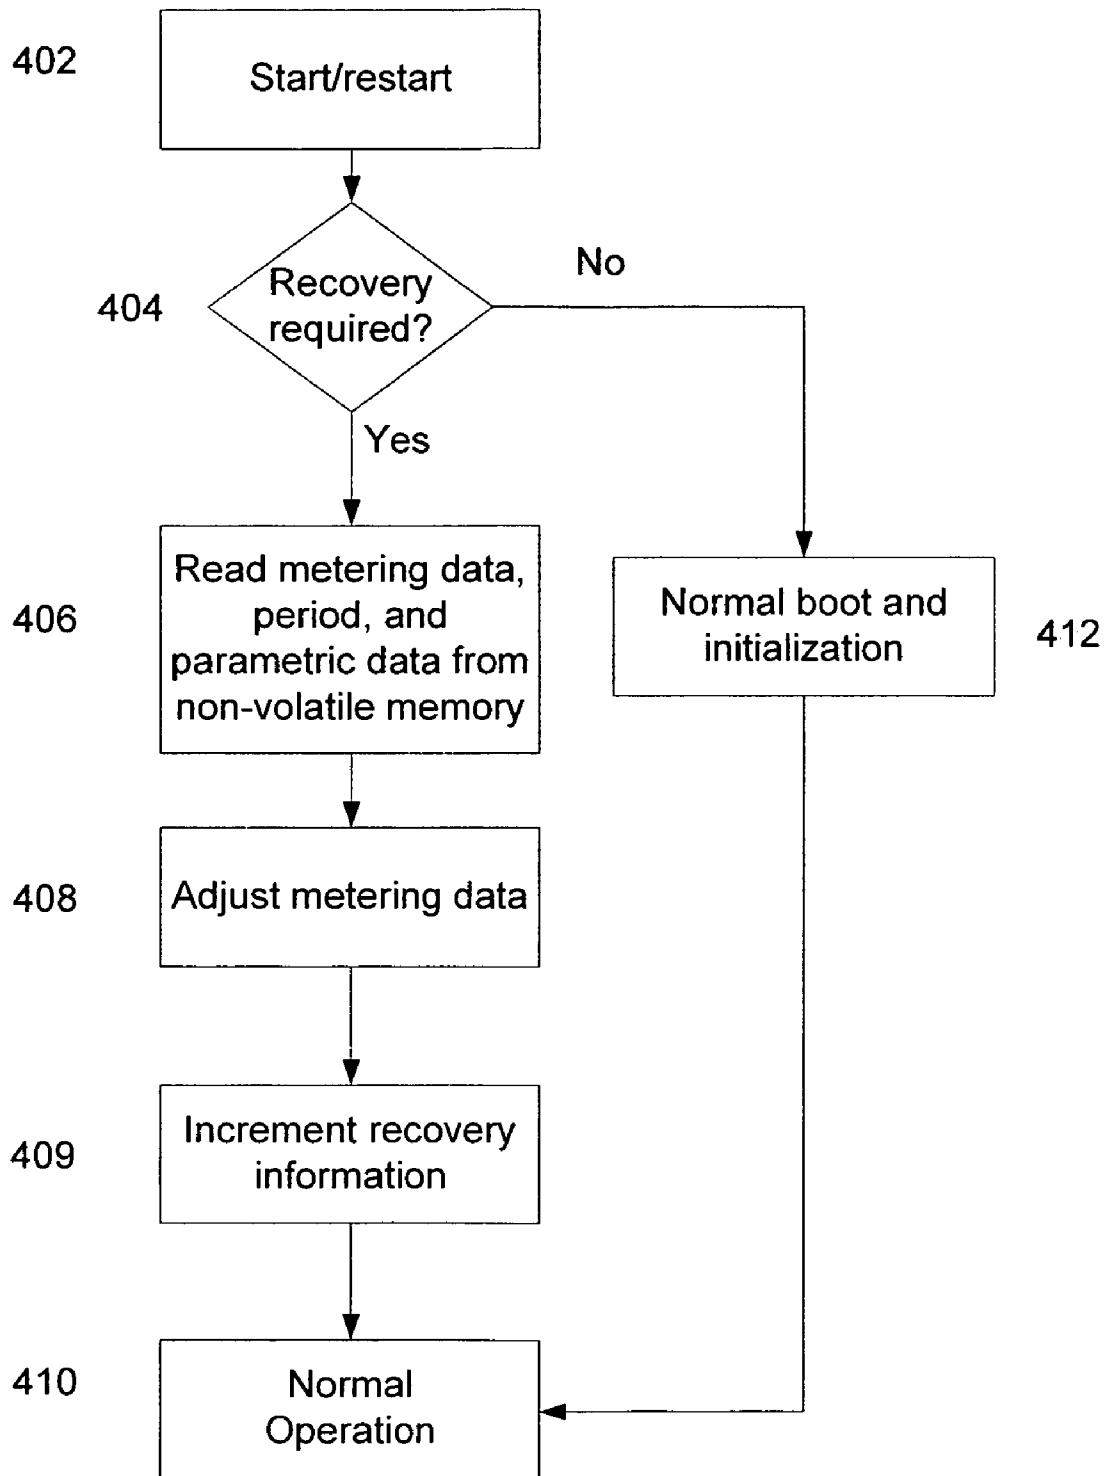 402
Start/restart
No
404
Recovery
required?
Yes
406
Read metering data,
period, and
parametric data from
non-volatile memory
Normal boot and
initialization
412
408
Adjust metering data
409
Increment recovery
information
410
Normal
Operation